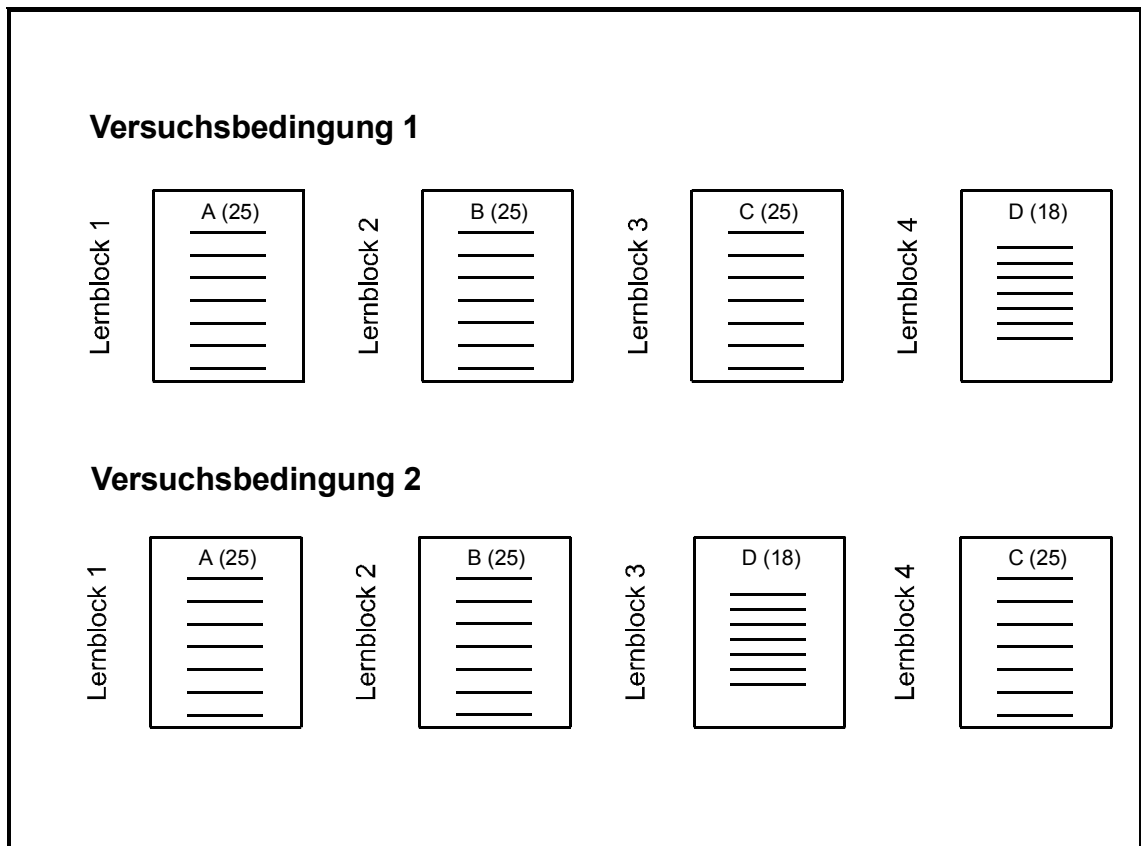 Versuchsbedingung 1
Lernblock 1
A (25)
Lernblock 2
B (25)
Lernblock 3
C (25)
Lernblock 4
D (18)
Versuchsbedingung 2
Lernblock 1
A (25)
Lernblock 2
B (25)
Lernblock 3
D (18)
Lernblock 4
C (25)